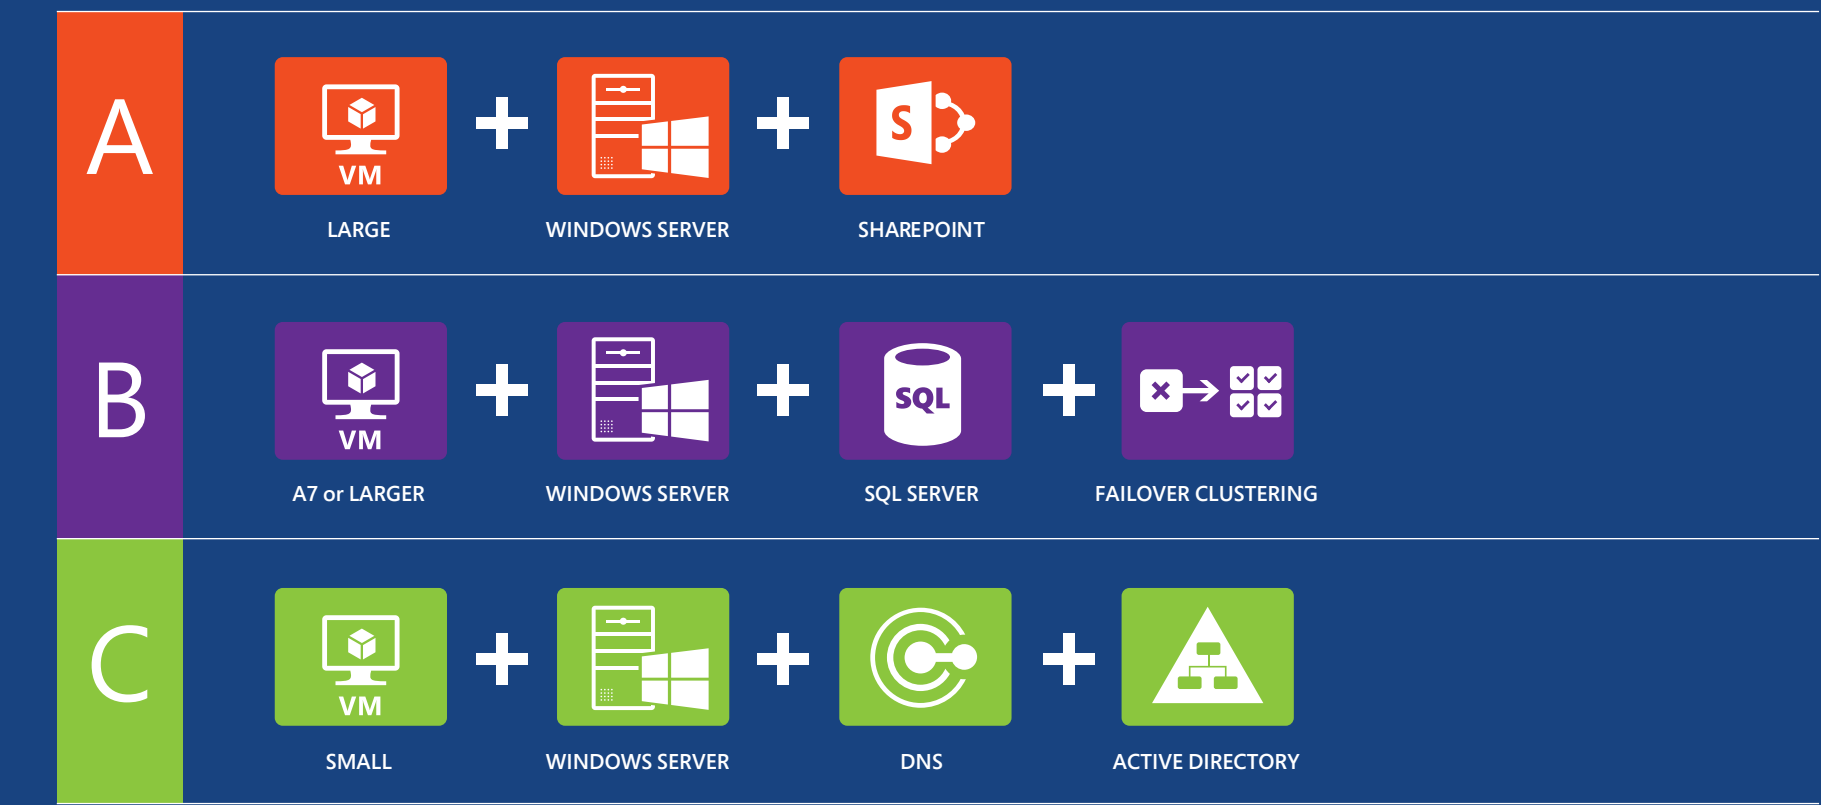 A
VM
S
LARGE
WINDOWS SERVER
SHAREPOINT
B
VM
SQL
A7 or LARGER
WINDOWS SERVER
SQL SERVER
FAILOVER CLUSTERING
C
VM
SMALL
WINDOWS SERVER
DNS
ACTIVE DIRECTORY